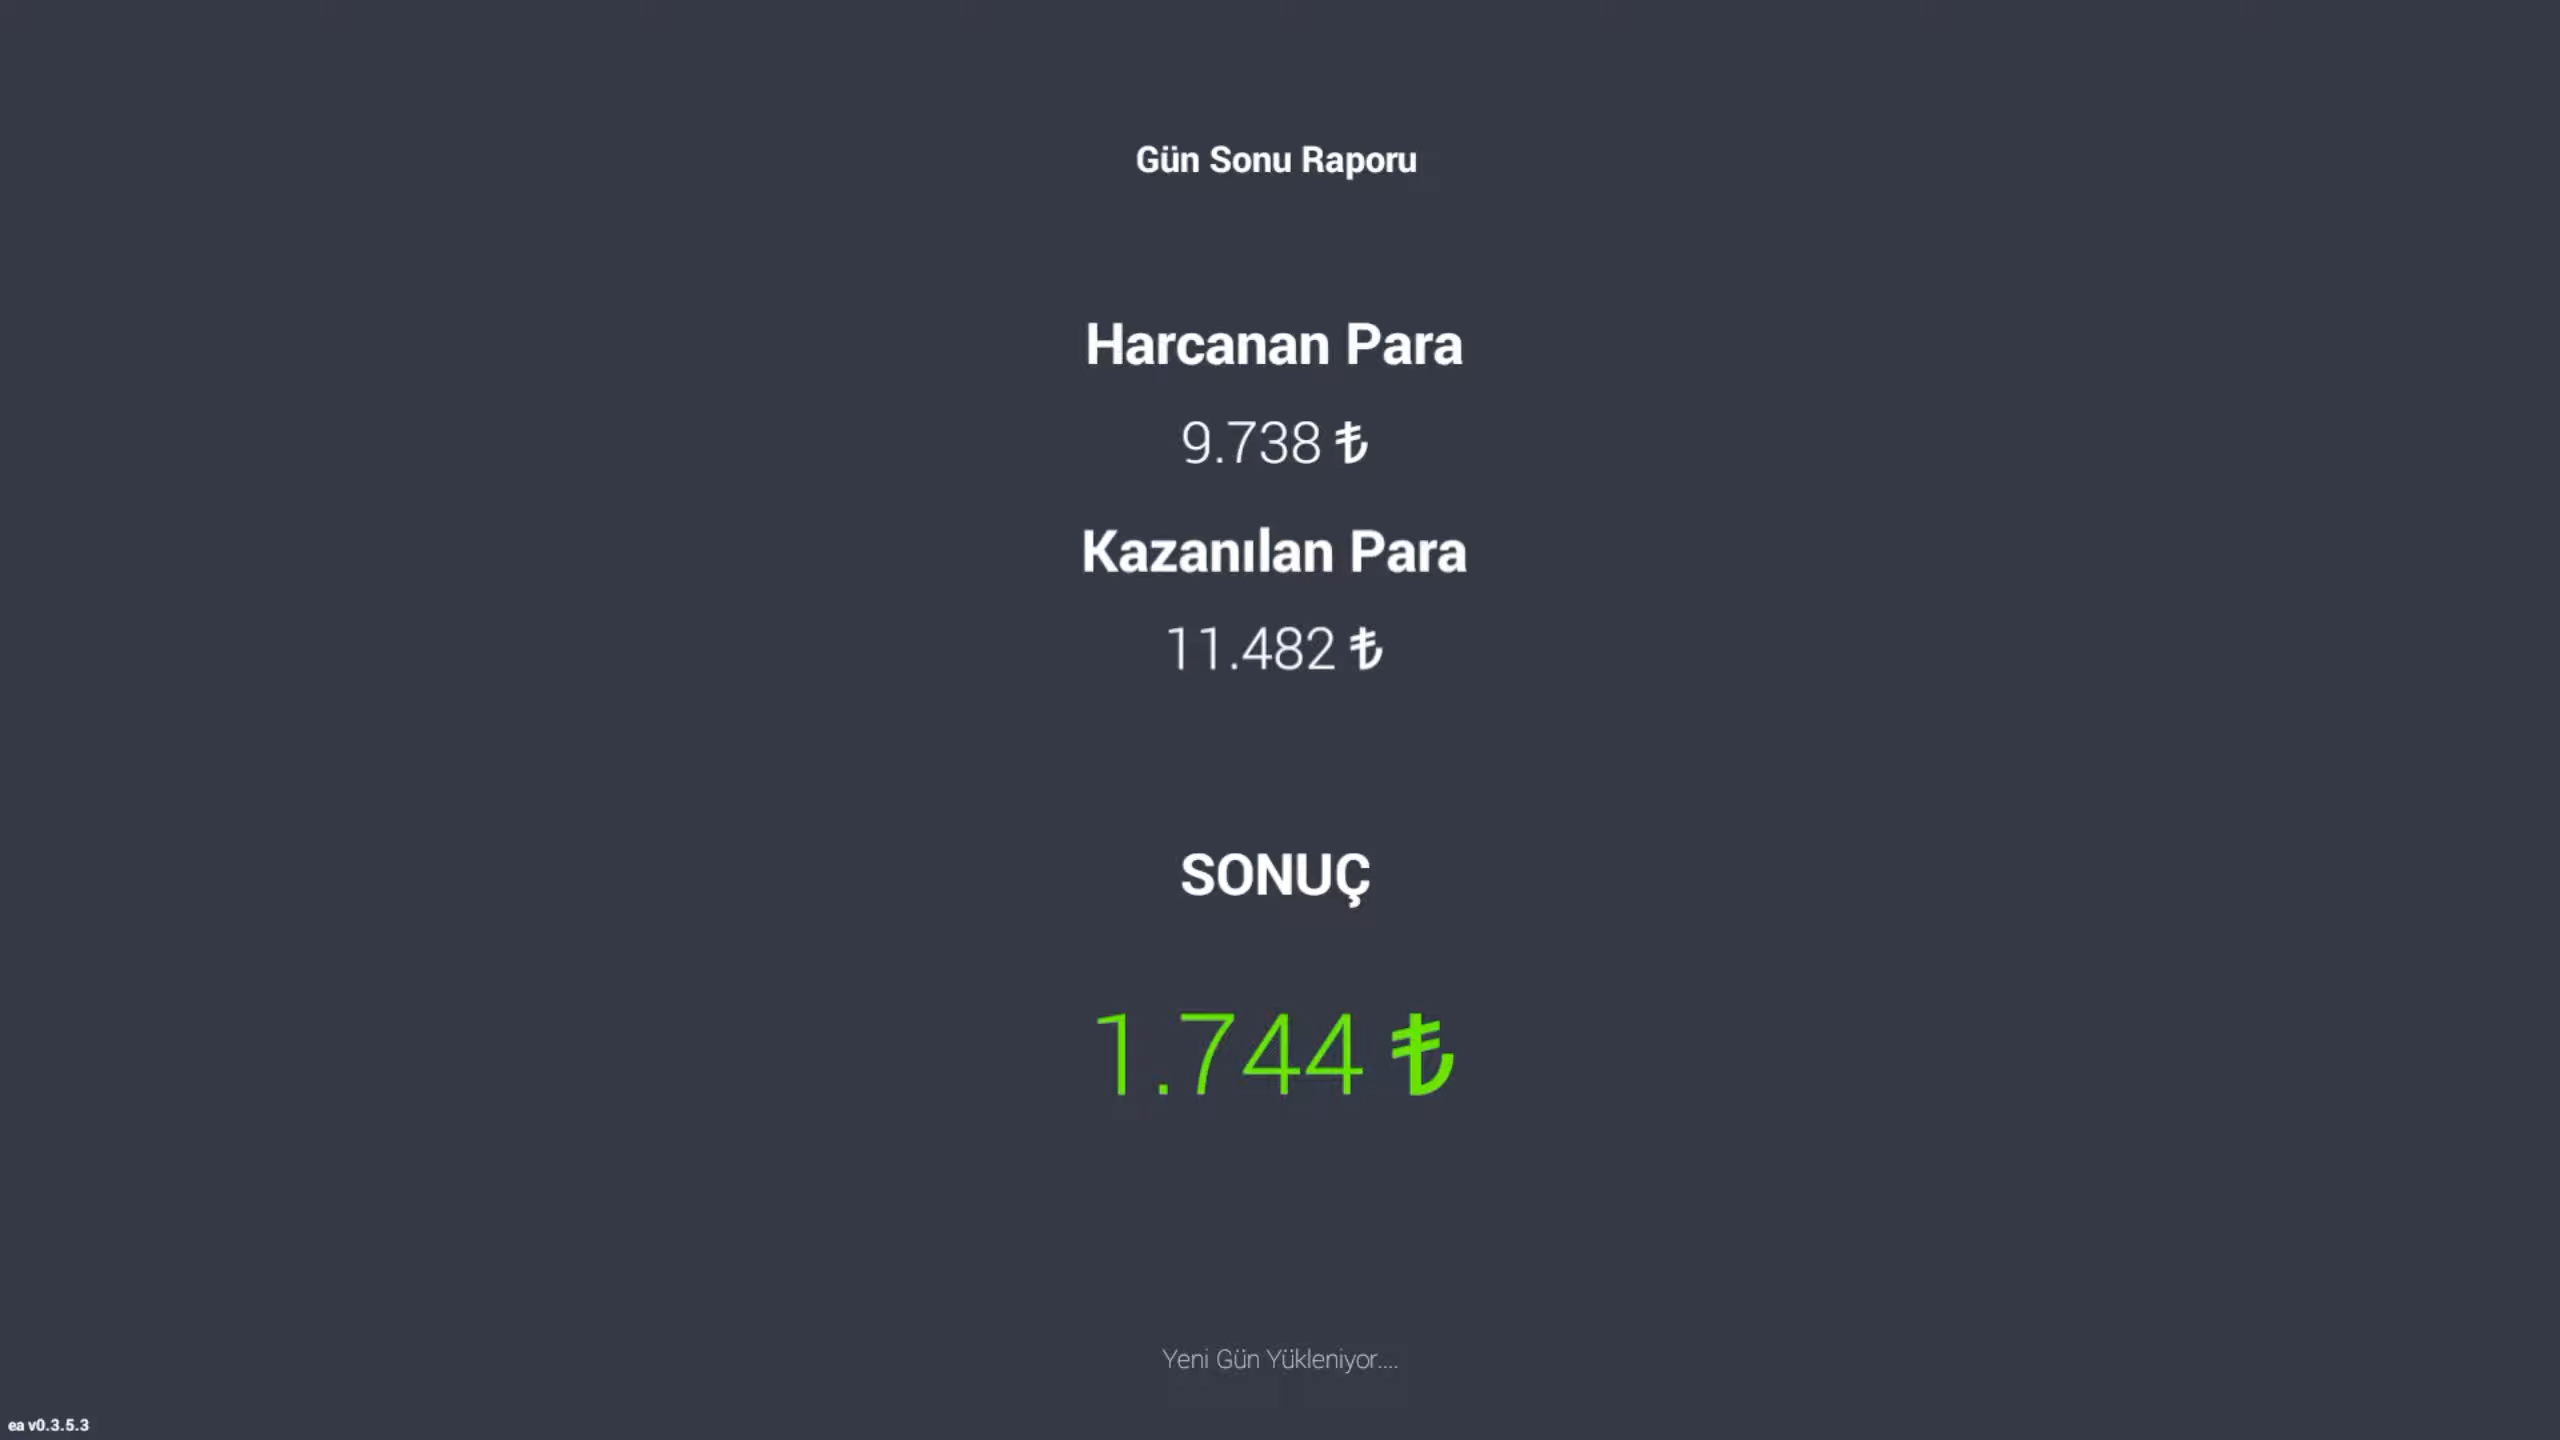 Gün Sonu Raporu
Harcanan Para
9.738 ₺
Kazanılan Para
11.482 ₺
SONUÇ
1.744 ₺
Yeni Gün Yükleniyor....
ea v0.3.5.3